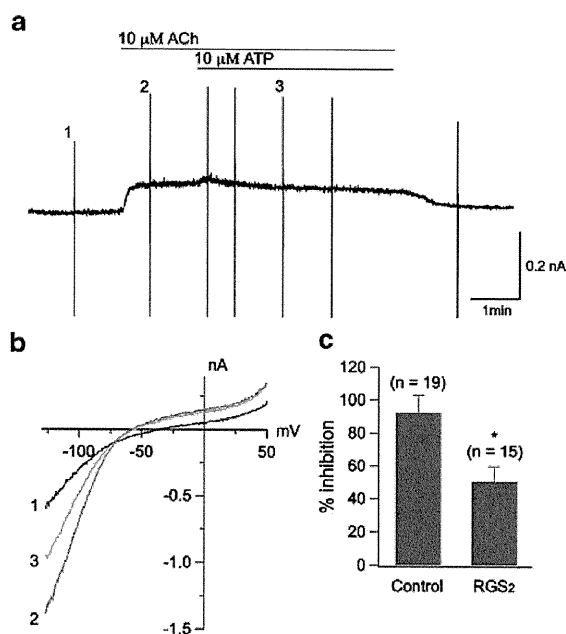 a
10 μM ACh
10 μM ATP
2
3
1
0.2 nA
1min
b
nA
mV
-100
-50
0
50
-0.5
-1.0
-1.5
1
3
2
c
% inhibition
120
100
80
60
40
20
0
(n = 19)
*
(n = 15)
Control
RGS2